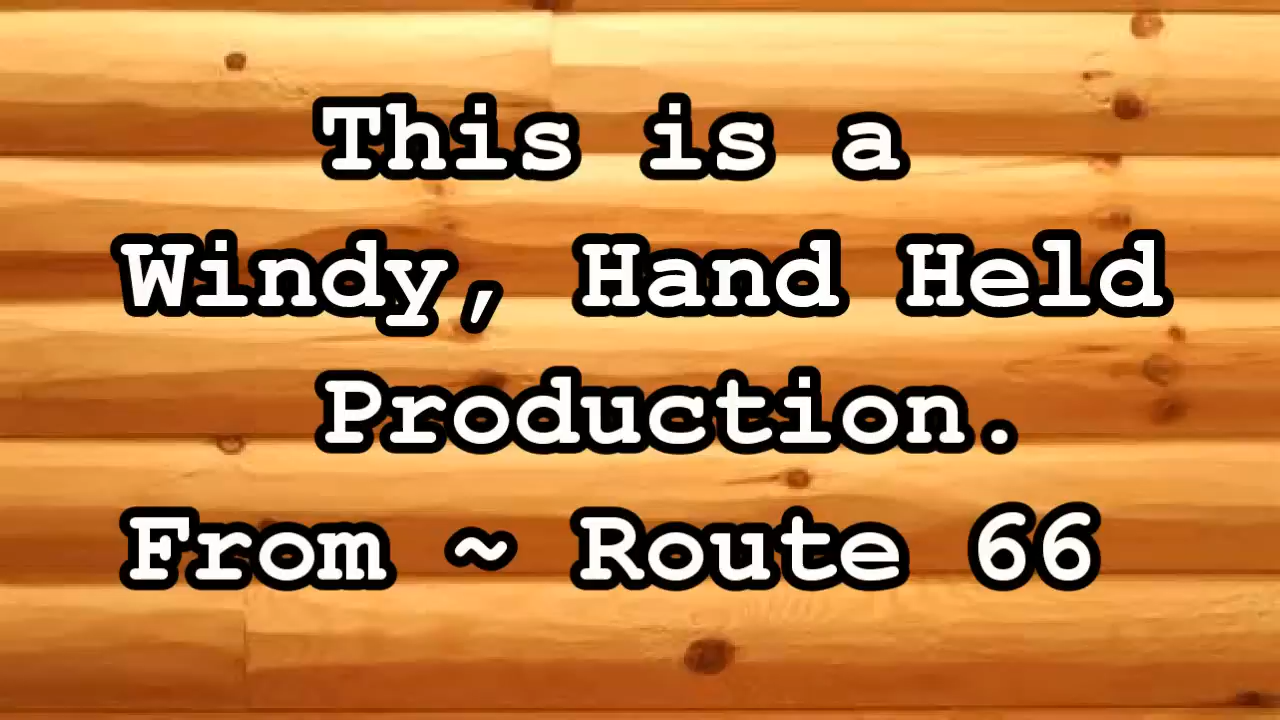 This is a
Windy, Hand Held
Production.
From ~ Route 66